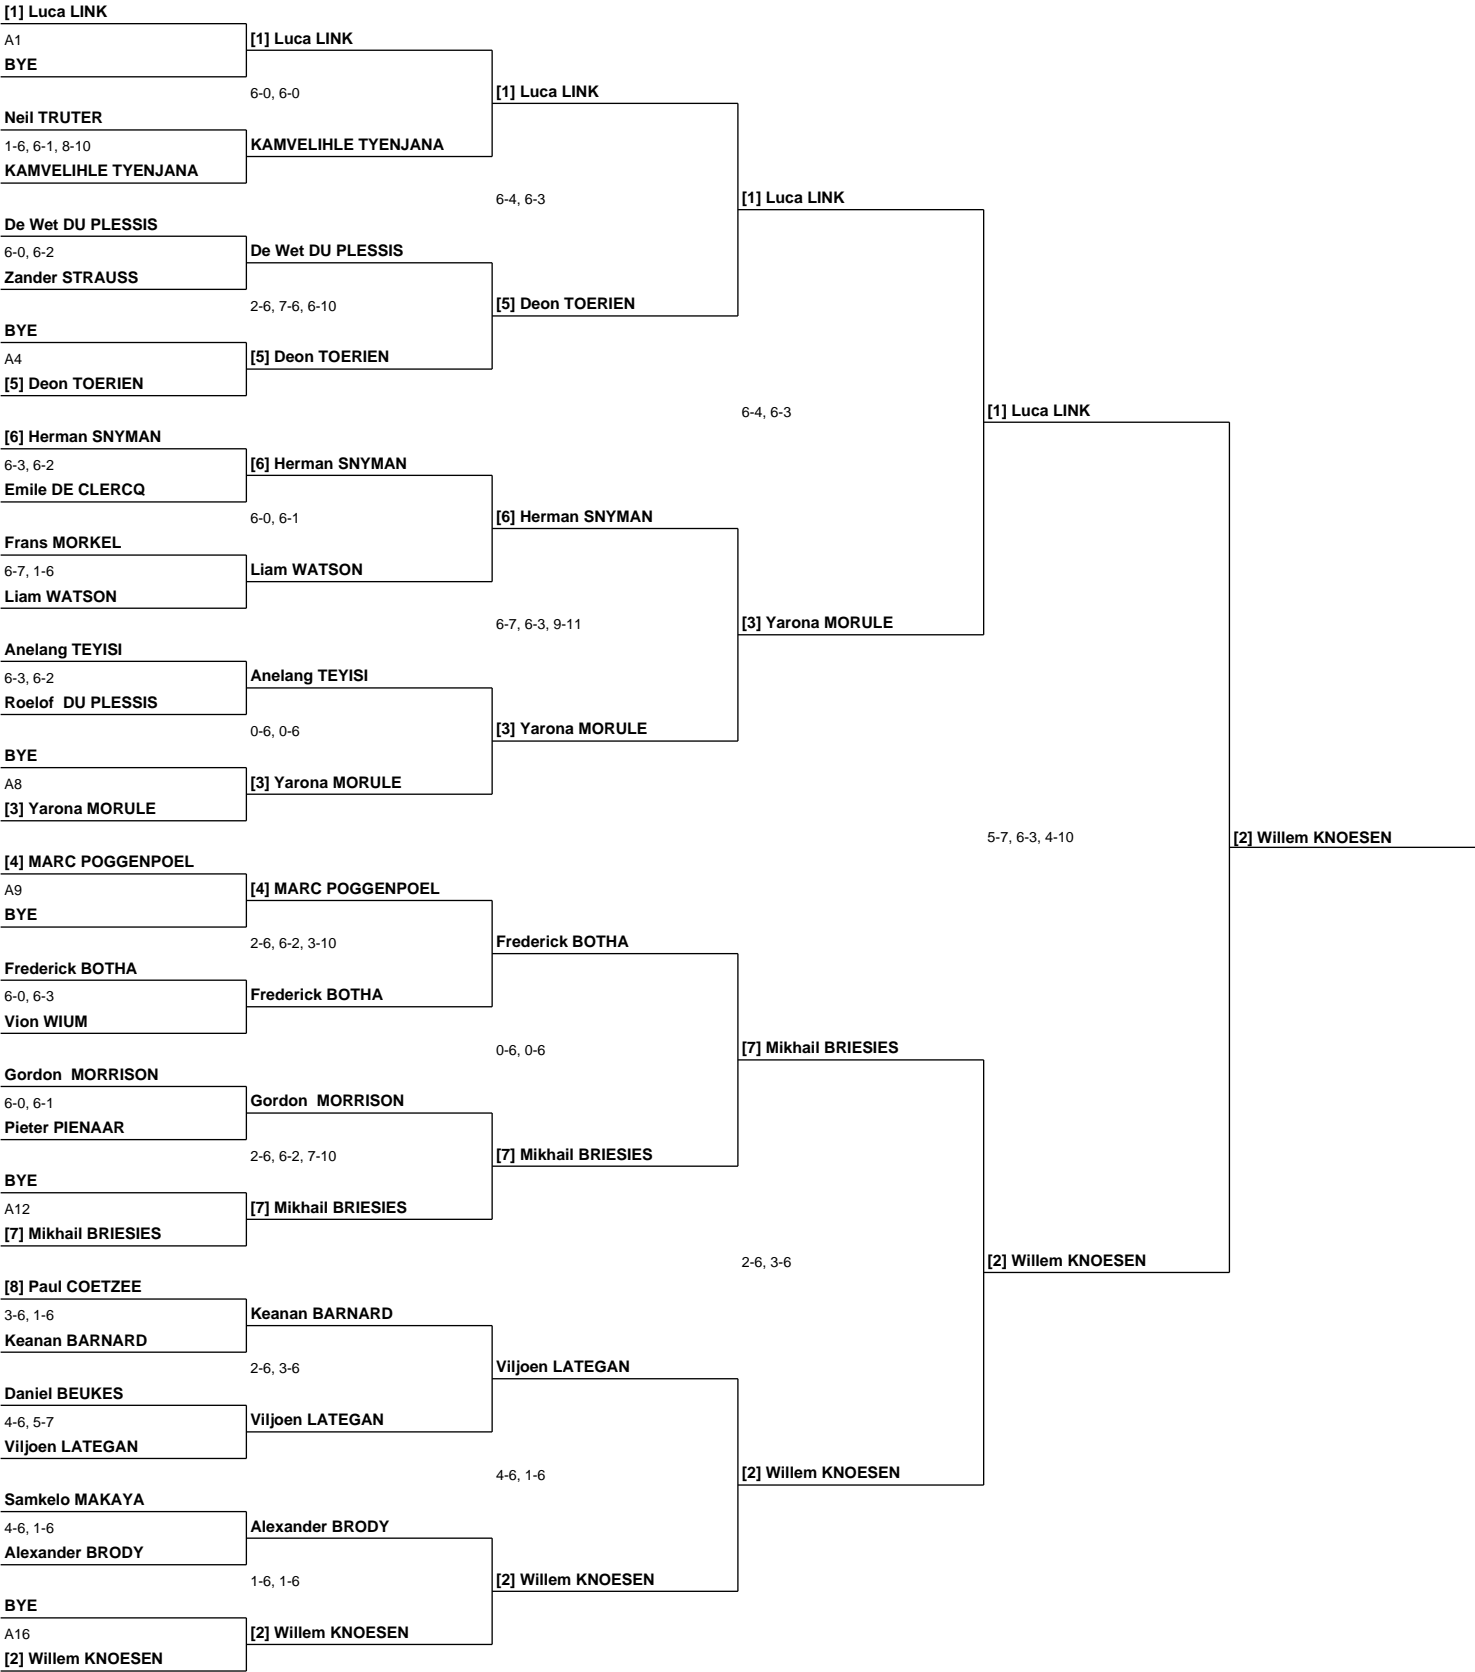 [1] Luca LINK
A1
BYE
[1] Luca LINK
6-0, 6-0
[1] Luca LINK
Neil TRUTER
1-6, 6-1, 8-10
KAMVELIHLE TYENJANA
KAMVELIHLE TYENJANA
6-4, 6-3
[1] Luca LINK
De Wet DU PLESSIS
6-0, 6-2
Zander STRAUSS
De Wet DU PLESSIS
2-6, 7-6, 6-10
[5] Deon TOERIEN
BYE
A4
[5] Deon TOERIEN
[5] Deon TOERIEN
6-4, 6-3
[1] Luca LINK
[6] Herman SNYMAN
6-3, 6-2
Emile DE CLERCQ
[6] Herman SNYMAN
6-0, 6-1
[6] Herman SNYMAN
Frans MORKEL
6-7, 1-6
Liam WATSON
Liam WATSON
6-7, 6-3, 9-11
[3] Yarona MORULE
Anelang TEYISI
6-3, 6-2
Roelof  DU PLESSIS
Anelang TEYISI
0-6, 0-6
[3] Yarona MORULE
BYE
A8
[3] Yarona MORULE
[3] Yarona MORULE
5-7, 6-3, 4-10
[2] Willem KNOESEN
[4] MARC POGGENPOEL
A9
BYE
[4] MARC POGGENPOEL
2-6, 6-2, 3-10
Frederick BOTHA
Frederick BOTHA
6-0, 6-3
Vion WIUM
Frederick BOTHA
0-6, 0-6
[7] Mikhail BRIESIES
Gordon  MORRISON
6-0, 6-1
Pieter PIENAAR
Gordon  MORRISON
2-6, 6-2, 7-10
[7] Mikhail BRIESIES
BYE
A12
[7] Mikhail BRIESIES
[7] Mikhail BRIESIES
2-6, 3-6
[2] Willem KNOESEN
[8] Paul COETZEE
3-6, 1-6
Keanan BARNARD
Keanan BARNARD
2-6, 3-6
Viljoen LATEGAN
Daniel BEUKES
4-6, 5-7
Viljoen LATEGAN
Viljoen LATEGAN
4-6, 1-6
[2] Willem KNOESEN
Samkelo MAKAYA
4-6, 1-6
Alexander BRODY
Alexander BRODY
1-6, 1-6
[2] Willem KNOESEN
BYE
A16
[2] Willem KNOESEN
[2] Willem KNOESEN